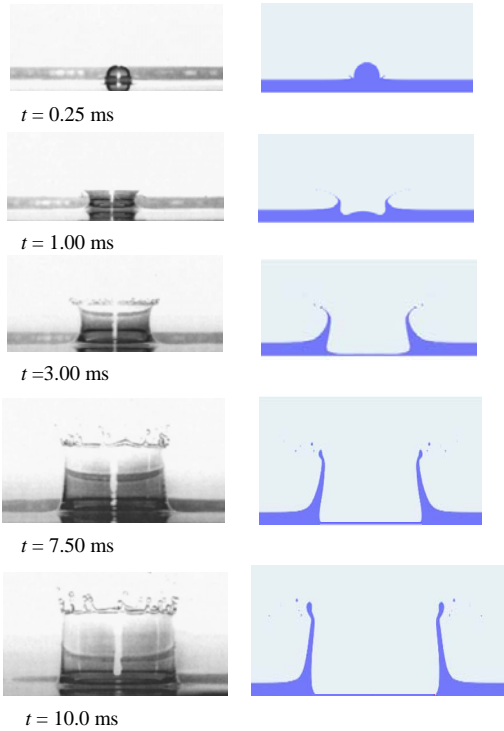 t = 0.25 ms
t = 1.00 ms
t =3.00 ms
t = 7.50 ms
t = 10.0 ms